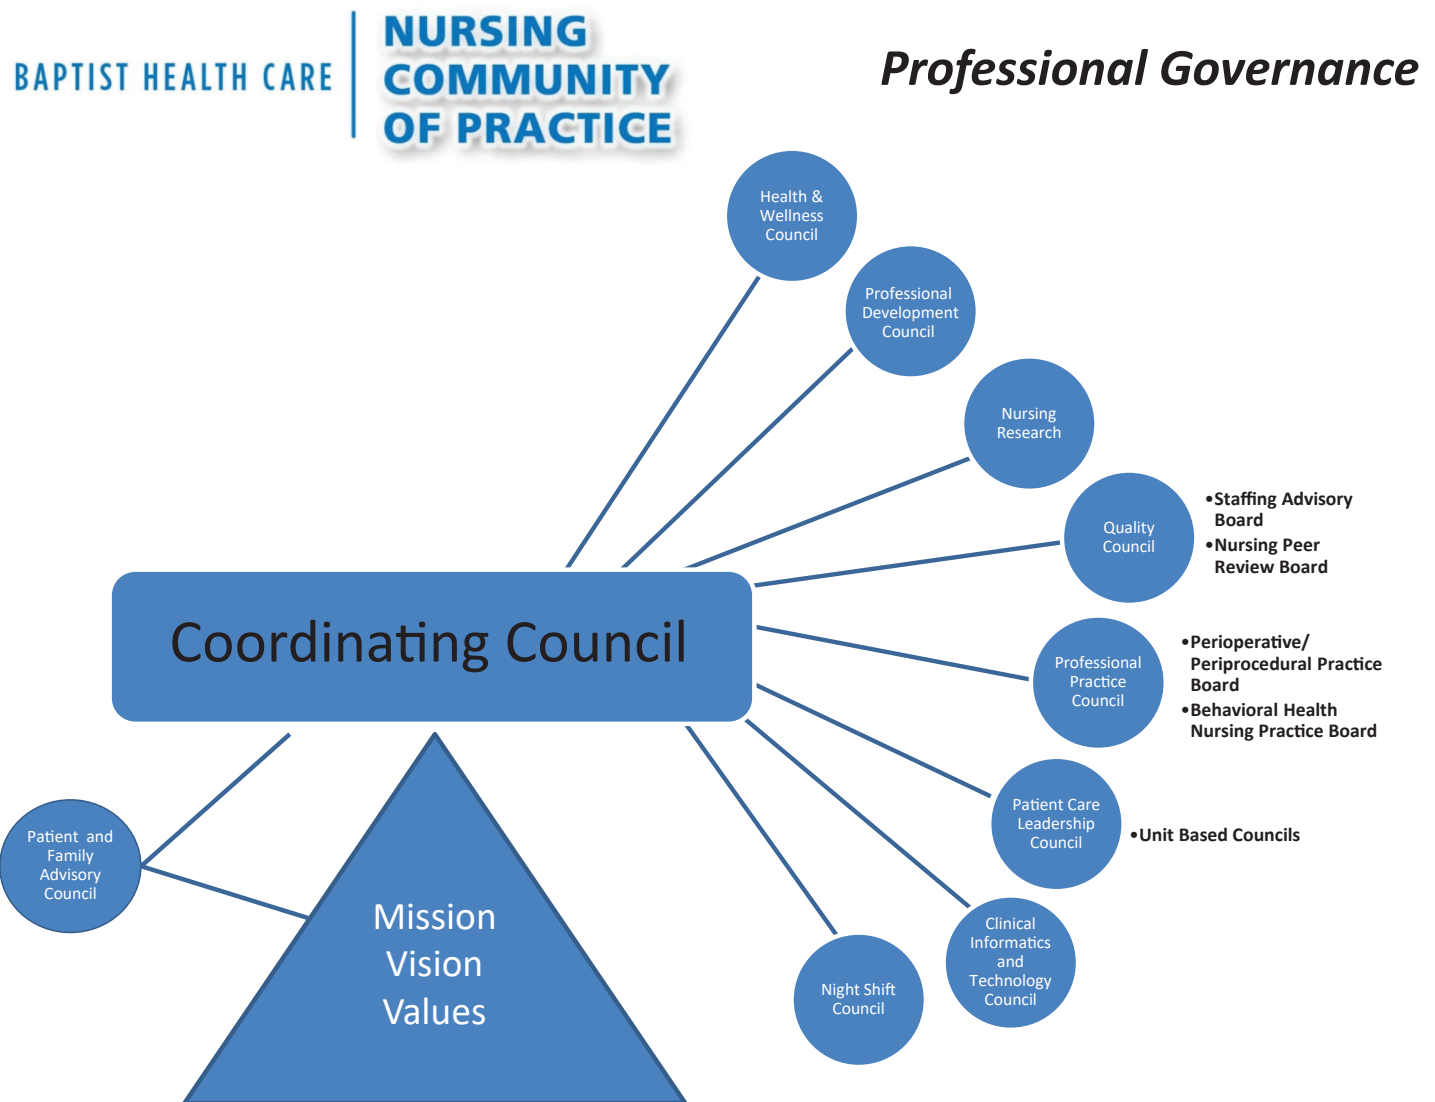 BAPTIST HEALTH CARE
NURSING
COMMUNITY
OF PRACTICE
Professional Governance
Health &
Wellness
Council
Professional
Development
Council
Nursing
Research
Quality
Council
•Staffing Advisory
Board
•Nursing Peer
Review Board
Coordinating Council
Professional
Practice
Council
•Perioperative/
Periprocedural Practice
Board
•Behavioral Health
Nursing Practice Board
Patient Care
Leadership
Council
•Unit Based Councils
Patient and
Family
Advisory
Council
Mission
Vision
Values
Clinical
Informatics
and
Technology
Council
Night Shift
Council